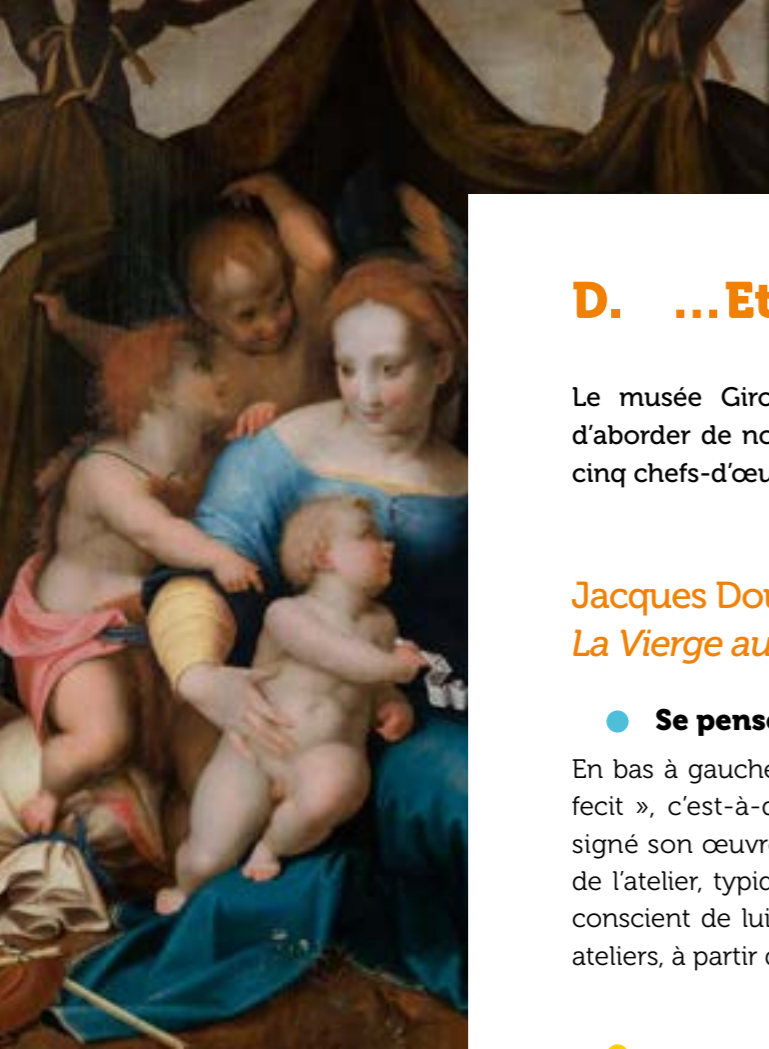 D. ...Et
Le musée Giro
d'aborder de no
cinq chefs-d'œu
Jacques Dou
La Vierge au
Se pens
En bas à gauche
fecit », c'est-à-d
signé son œuvre
de l'atelier, typiq
conscient de lui
ateliers, à partir d